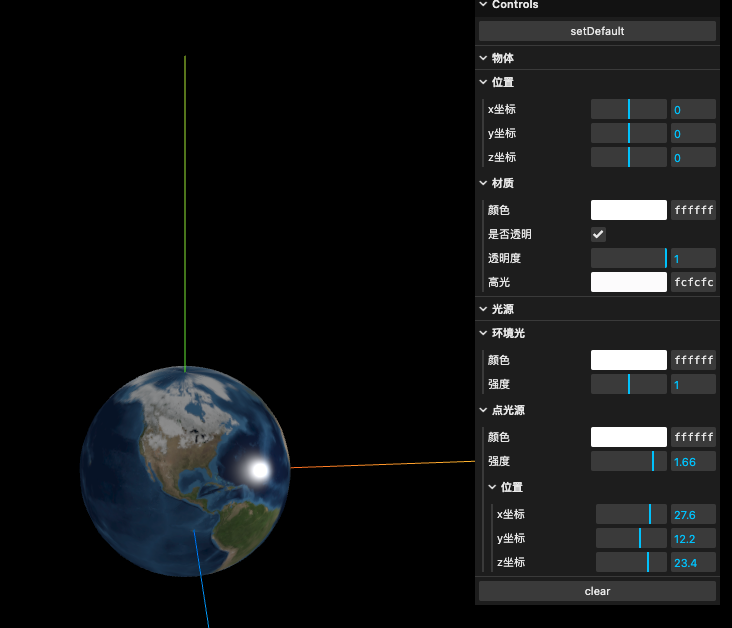 Controls
setDefault
物体
位置
x坐标 0
y坐标 0
z坐标 0
材质
颜色 ffffff
是否透明
透明度 1
高光 fcfcfc
光源
环境光
颜色 ffffff
强度 1
点光源
颜色 ffffff
强度 1.66
位置
x坐标 27.6
y坐标 12.2
z坐标 23.4
clear